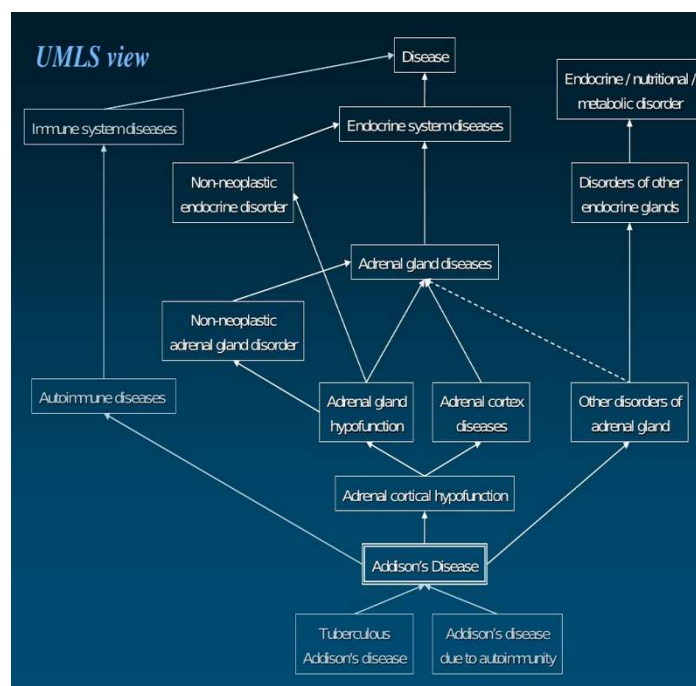 UMLS view
Disease
Endocrine / nutritional /
metabolic disorder
Immune system diseases
Endocrine system diseases
Non-neoplastic
endocrine disorder
Disorders of other
endocrine glands
Adrenal gland diseases
Non-neoplastic
adrenal gland disorder
Autoimmune diseases
Adrenal gland
hypofunction
Adrenal cortex
diseases
Other disorders of
adrenal gland
Adrenal cortical hypofunction
Addison's Disease
Tuberculous
Addison's disease
Addison's disease
due to autoimmunity